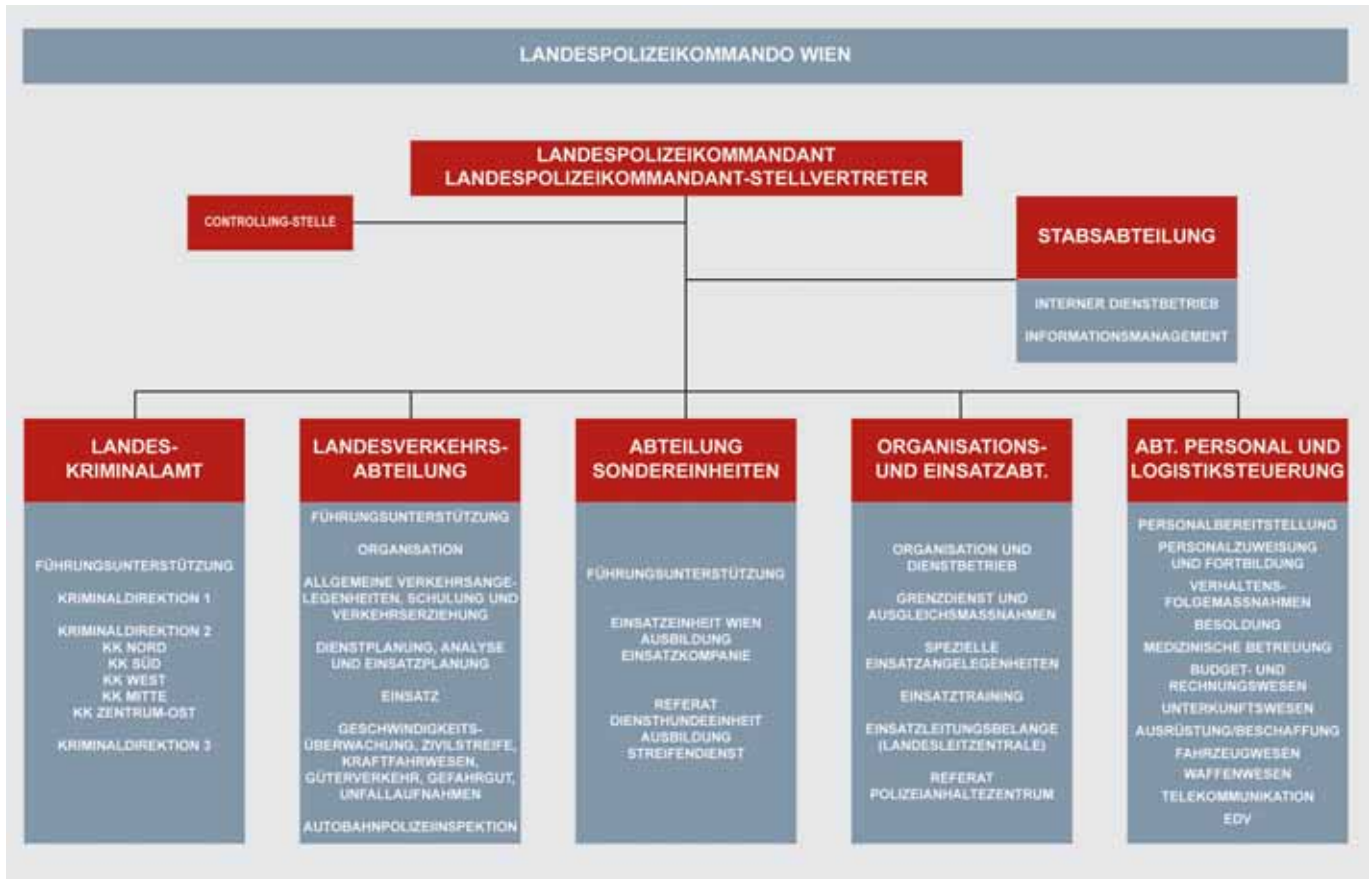 LANDESPOLIZEIKOMMANDO WIEN
LANDESPOLIZEIKOMMANDANT
LANDESPOLIZEIKOMMANDANT-STELLVERTRETER
CONTROLLING-STELLE
STABSABTEILUNG
INTERNER DIENSTBETRIEB
INFORMATIONSMANAGEMENT
LANDES-
KRIMINALAMT
FÜHRUNGSUNTERSTÜTZUNG
KRIMINALDIREKTION 1
KRIMINALDIREKTION 2
KK NORD
KK SÜD
KK WEST
KK MITTE
KK ZENTRUM-OST
KRIMINALDIREKTION 3
LANDESVERKEHRS-
ABTEILUNG
FÜHRUNGSUNTERSTÜTZUNG
ORGANISATION
ALLGEMEINE VERKEHRSANGE-
LEGENHEITEN, SCHULUNG UND
VERKEHRSERZIEHUNG
DIENSTPLANUNG, ANALYSE
UND EINSATZPLANUNG
EINSATZ
GESCHWINDIGKEITS-
ÜBERWACHUNG, ZIVILSTREIFE,
KRAFTFAHRWESEN,
GÜTERVERKEHR, GEFAHRGUT,
UNFALLAUFNAHMEN
AUTOBAHNPOLIZEIINSPEKTION
ABTEILUNG
SONDEREINHEITEN
FÜHRUNGSUNTERSTÜTZUNG
EINSATZEINHEIT WIEN
AUSBILDUNG
EINSATZKOMPANIE
REFERAT
DIENSTHUNDEEINHEIT
AUSBILDUNG
STREIFENDIENST
ORGANISATIONS-
UND EINSATZABT.
ORGANISATION UND
DIENSTBETRIEB
GRENZDIENST UND
AUSGLEICHSMASSNAHMEN
SPEZIELLE
EINSATZANGELEGENHEITEN
EINSATZTRAINING
EINSATZLEITUNGSBELANGE
(LANDESLEITZENTRALE)
REFERAT
POLIZEIANHALTEZENTRUM
ABT. PERSONAL UND
LOGISTIKSTEUERUNG
PERSONALBEREITSTELLUNG
PERSONALZUWEISUNG
UND FORTBILDUNG
VERHALTENS-
FOLGEMASSNAHMEN
BESOLDUNG
MEDIZINISCHE BETREUUNG
BUDGET- UND
RECHNUNGSWESEN
UNTERKUNFTSWESEN
AUSRÜSTUNG/BESCHAFFUNG
FAHRZEUGWESEN
WAFFENWESEN
TELEKOMMUNIKATION
EDV